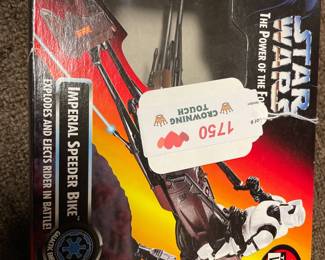 STAR
WARS
THE POWER OF THE FO
CROWNING
TOUCH
1750
IMPERIAL SPEEDER BIKE
EXPLODES AND EJECTS RIDER IN BATTLE!